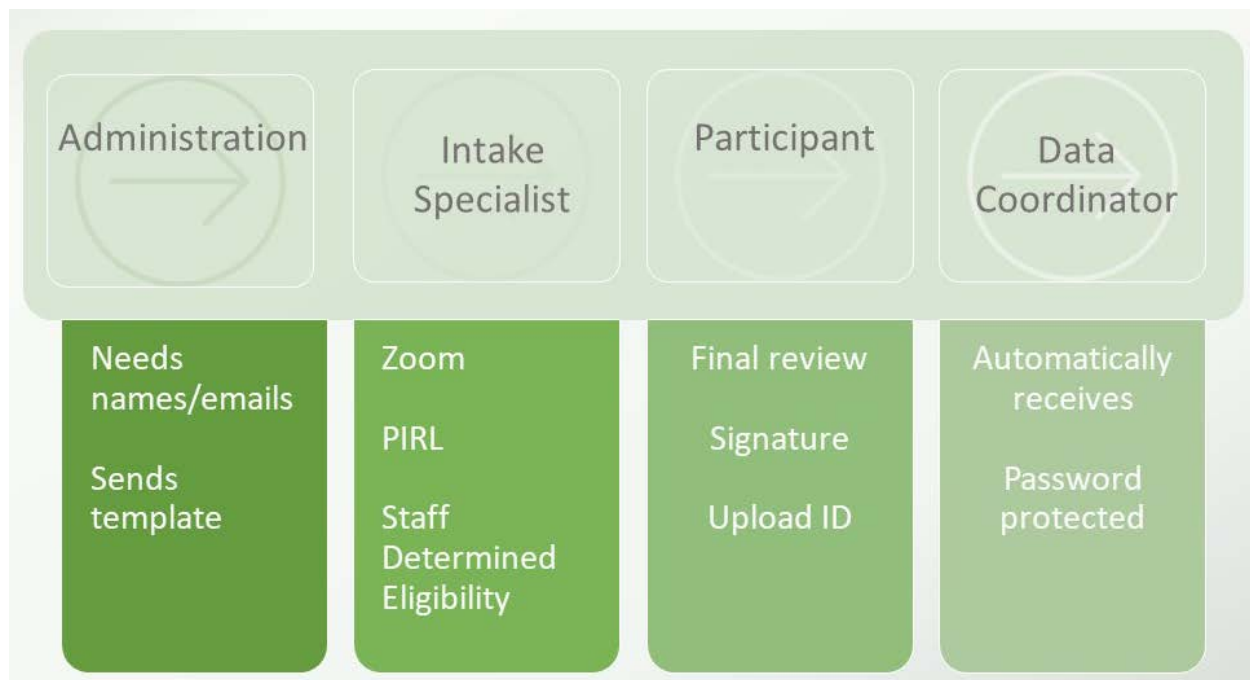 Administration
Intake
Specialist
Participant
Data
Coordinator
Needs
names/emails
Sends
template
Zoom
PIRL
Staff
Determined
Eligibility
Final review
Signature
Upload ID
Automatically
receives
Password
protected